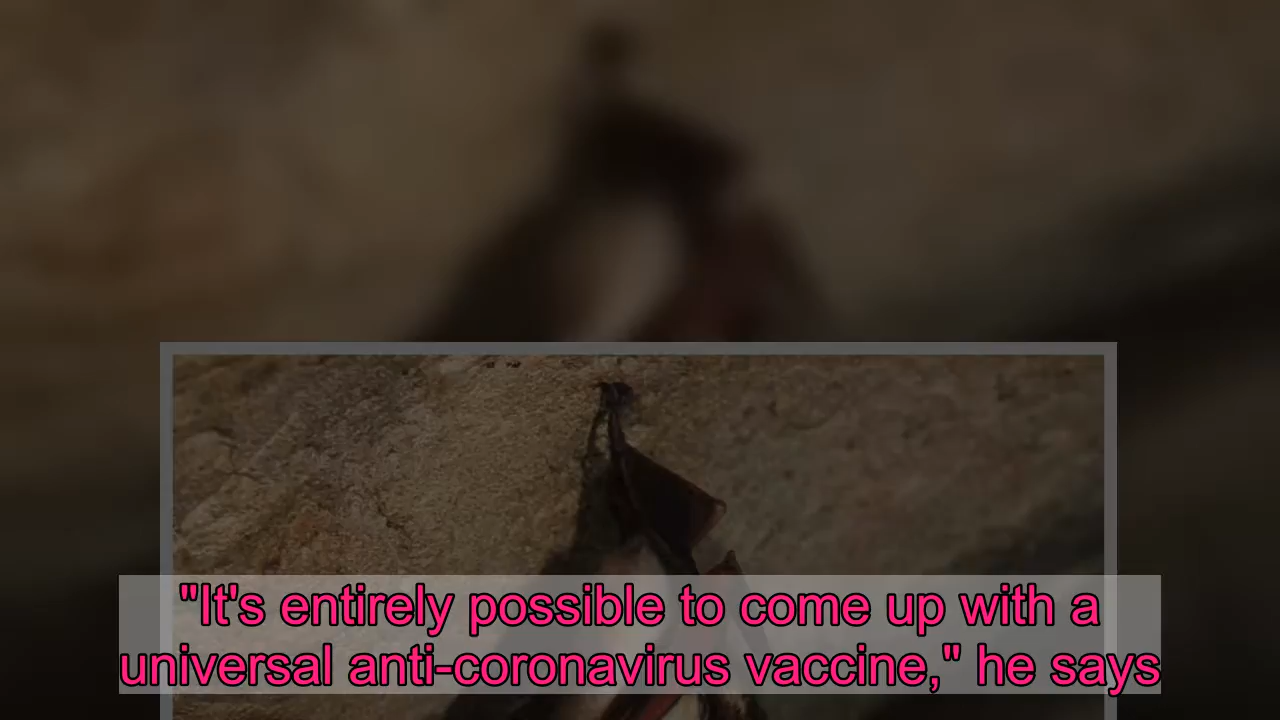 "It's entirely possible to come up with a
universal anti-coronavirus vaccine," he says